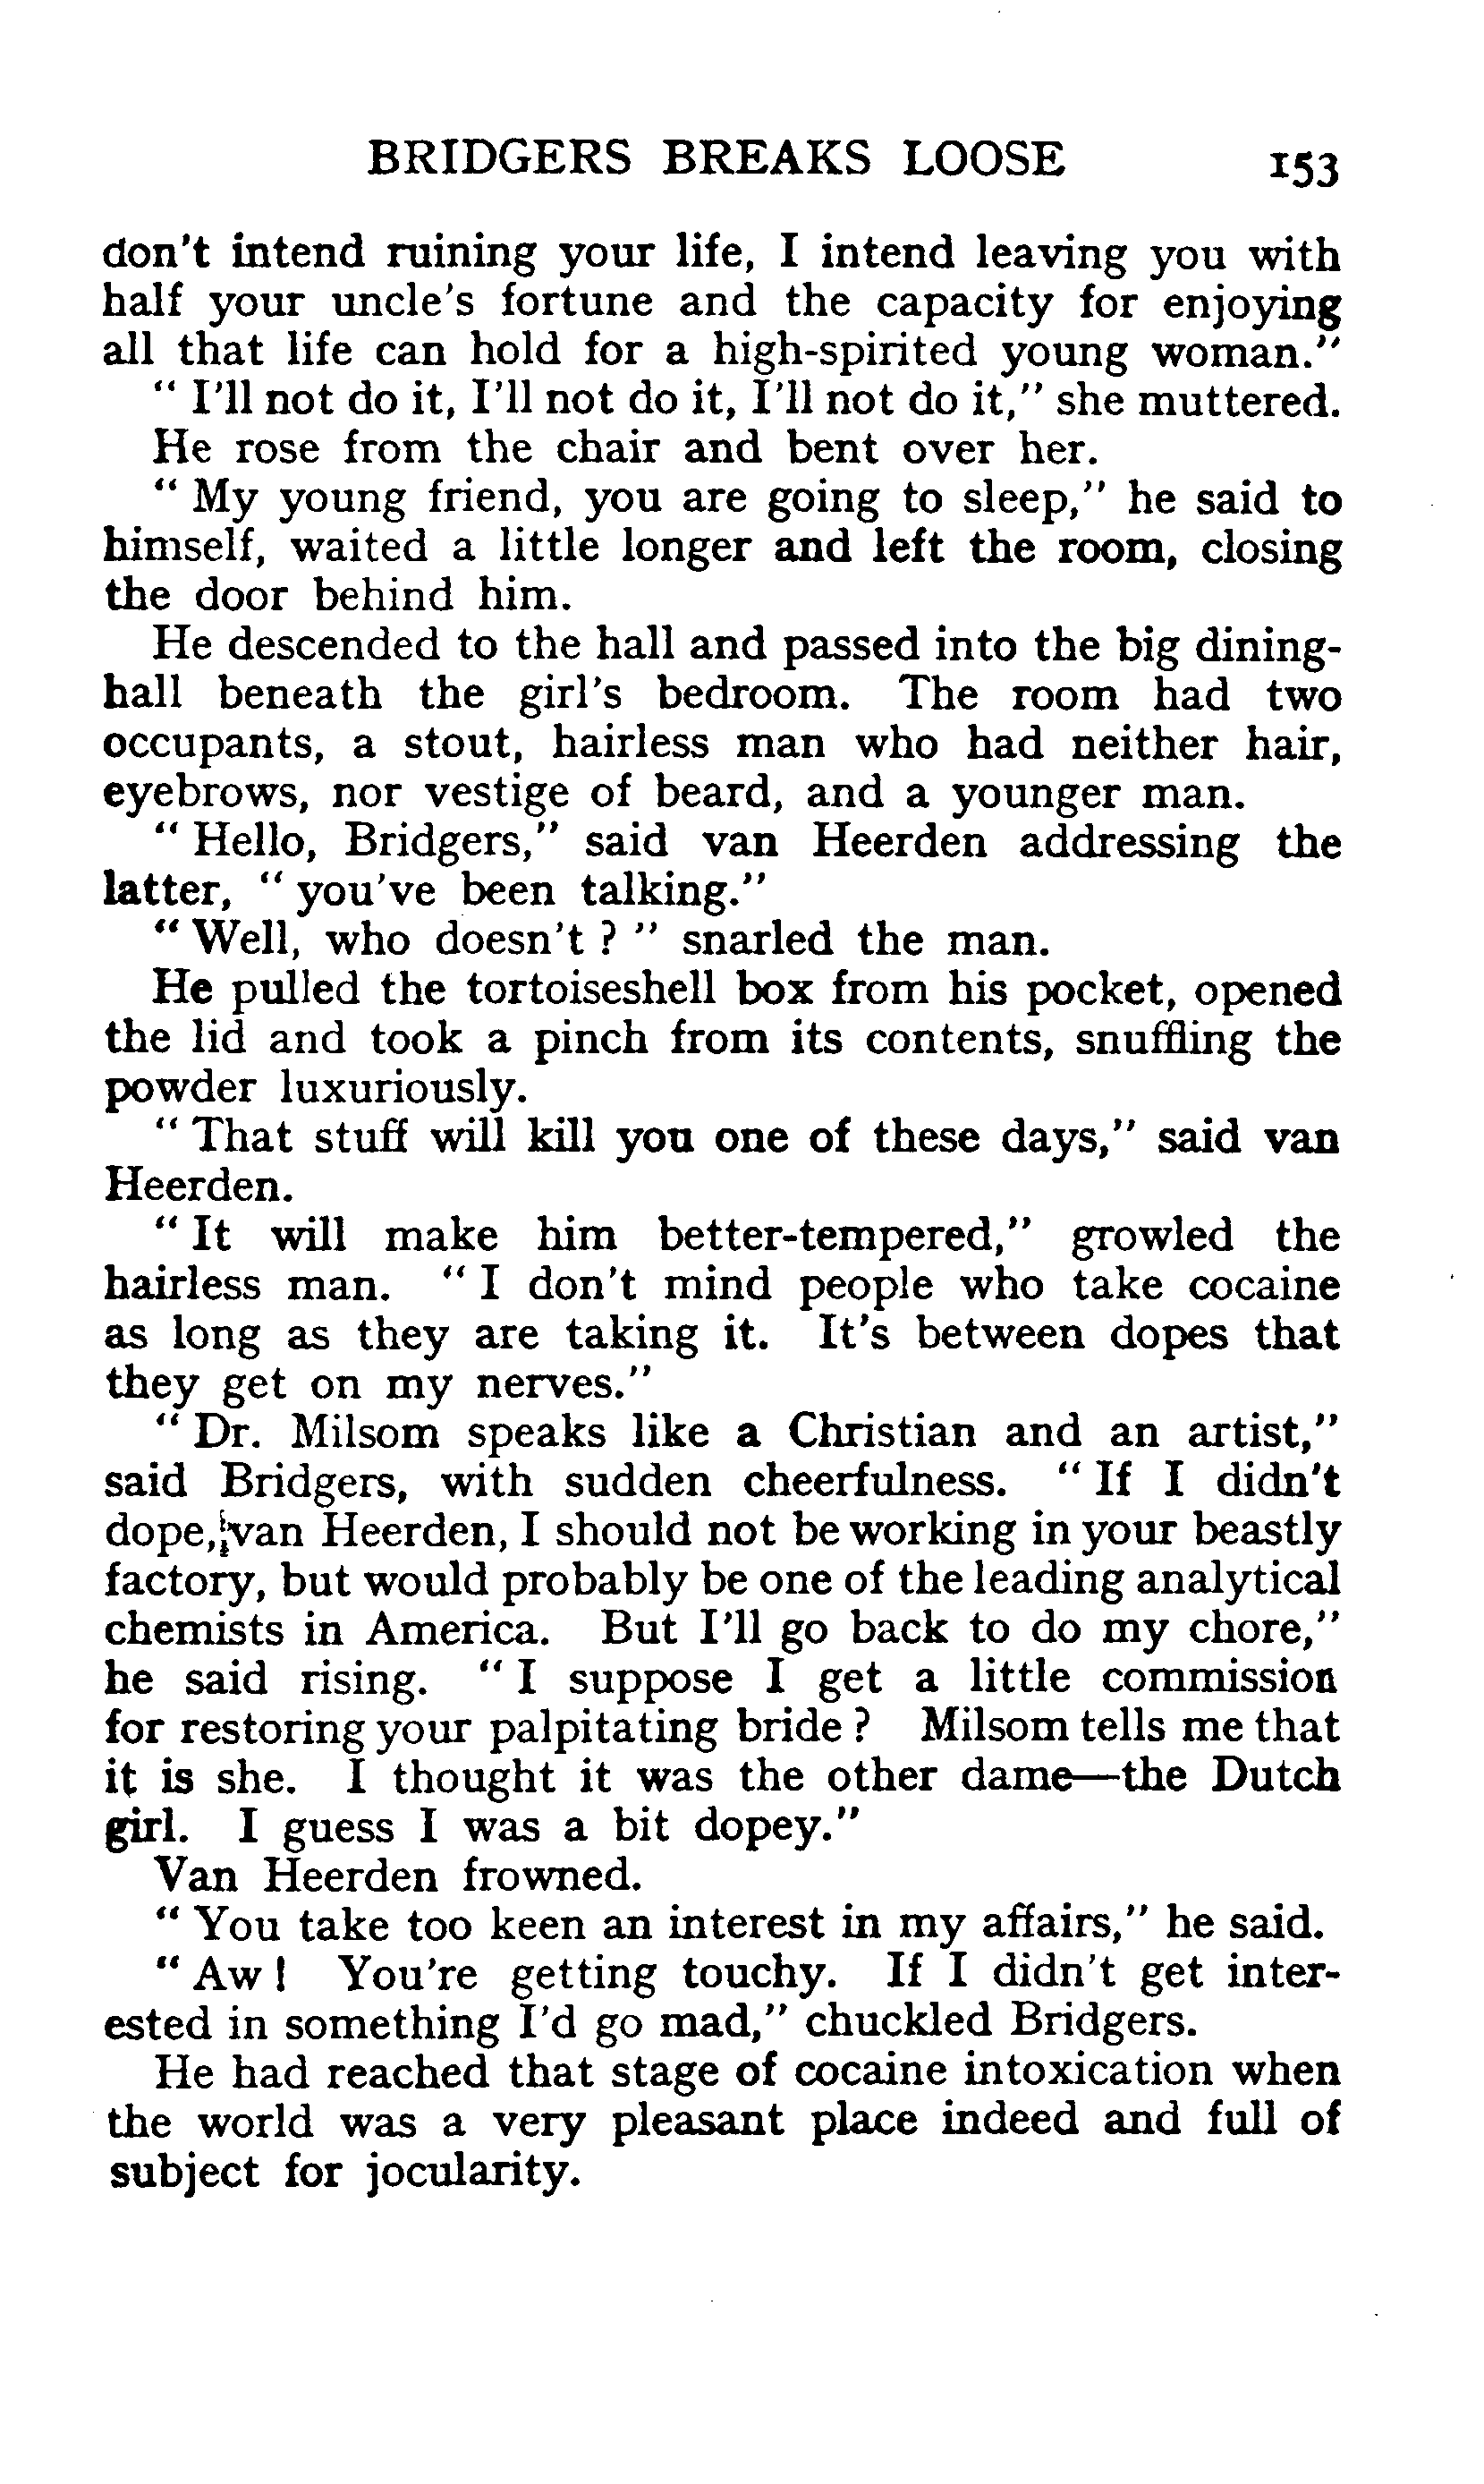 BRIDGERS BREAKS LOOSE 153
don't intend ruining your life, I intend leaving you with
half your uncle's fortune and the capacity for enjoying
all that life can hold for a high-spirited young woman."
" I'll not do it, I'll not do it, I'll not do it," she muttered.
He rose from the chair and bent over her.
" My young friend, you are going to sleep," he said to
himself, waited a little longer and left the room, closing
the door behind him.
He descended to the hall and passed into the big dining-
hall beneath the girl's bedroom. The room had two
occupants, a stout, hairless man who had neither hair,
eyebrows, nor vestige of beard, and a younger man.
" Hello, Bridgers," said van Heerden addressing the
latter, " you've been talking."
" Well, who doesn't ? " snarled the man.
He pulled the tortoiseshell box from his pocket, opened
the lid and took a pinch from its contents, snuffling the
powder luxuriously.
" That stuff will kill you one of these days," said van
Heerden.
" It will make him better-tempered," growled the
hairless man. " I don't mind people who take cocaine
as long as they are taking it. It's between dopes that
they get on my nerves."
" Dr. Milsom speaks like a Christian and an artist,"
said Bridgers, with sudden cheerfulness. " If I didn't
dope, van Heerden, I should not be working in your beastly
factory, but would probably be one of the leading analytical
chemists in America. But I'll go back to do my chore,"
he said rising. " I suppose I get a little commission
for restoring your palpitating bride ? Milsom tells me that
it is she. I thought it was the other dame—the Dutch
girl. I guess I was a bit dopey."
Van Heerden frowned.
" You take too keen an interest in my affairs," he said.
" Aw ! You're getting touchy. If I didn't get inter-
ested in something I'd go mad," chuckled Bridgers.
He had reached that stage of cocaine intoxication when
the world was a very pleasant place indeed and full of
subject for jocularity.